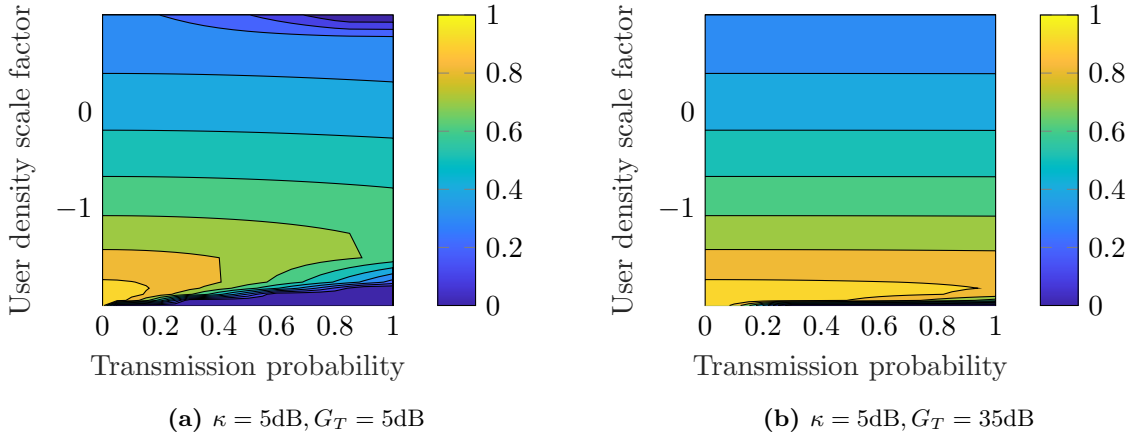 User density scale factor
0
−1
0 0.2 0.4 0.6 0.8 1
Transmission probability
1
0.8
0.6
0.4
0.2
0
(a) κ = 5dB, G_T = 5dB
User density scale factor
0
−1
0 0.2 0.4 0.6 0.8 1
Transmission probability
1
0.8
0.6
0.4
0.2
0
(b) κ = 5dB, G_T = 35dB